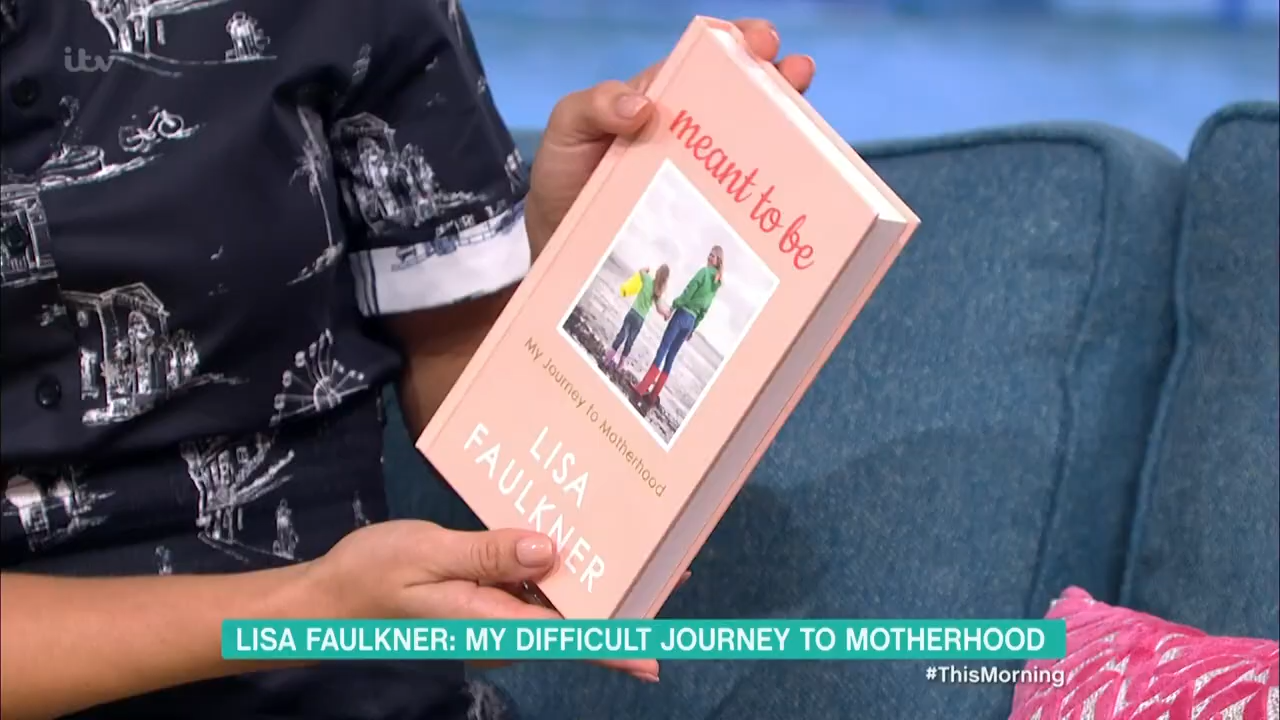 itv
meant to be
My Journey to Motherhood
LISA
FAULKNER
LISA FAULKNER: MY DIFFICULT JOURNEY TO MOTHERHOOD
#ThisMorning